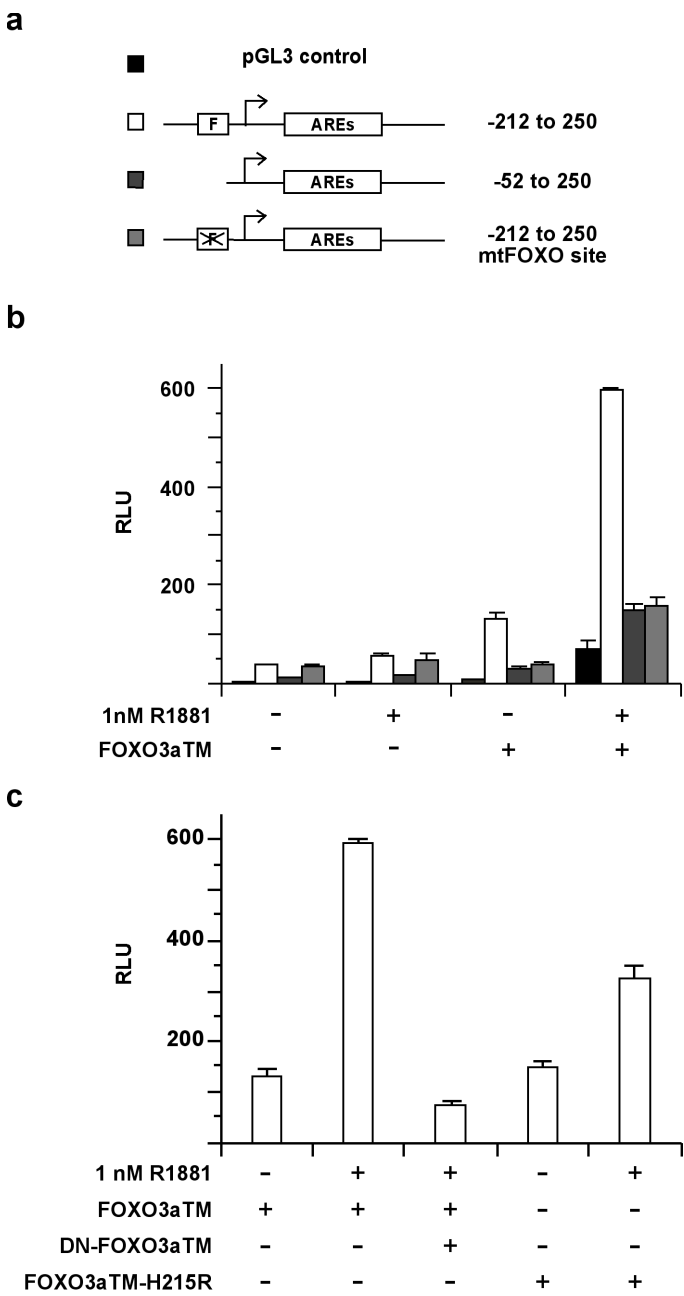 a
pGL3 control
F AREs -212 to 250
AREs -52 to 250
F AREs -212 to 250
mtFOXO site
b
600
400
200
RLU
1nM R1881 - + - +
FOXO3aTM - - + +
c
600
400
200
RLU
1 nM R1881 - + + - +
FOXO3aTM + + + - -
DN-FOXO3aTM - - + - -
FOXO3aTM-H215R - - - + +